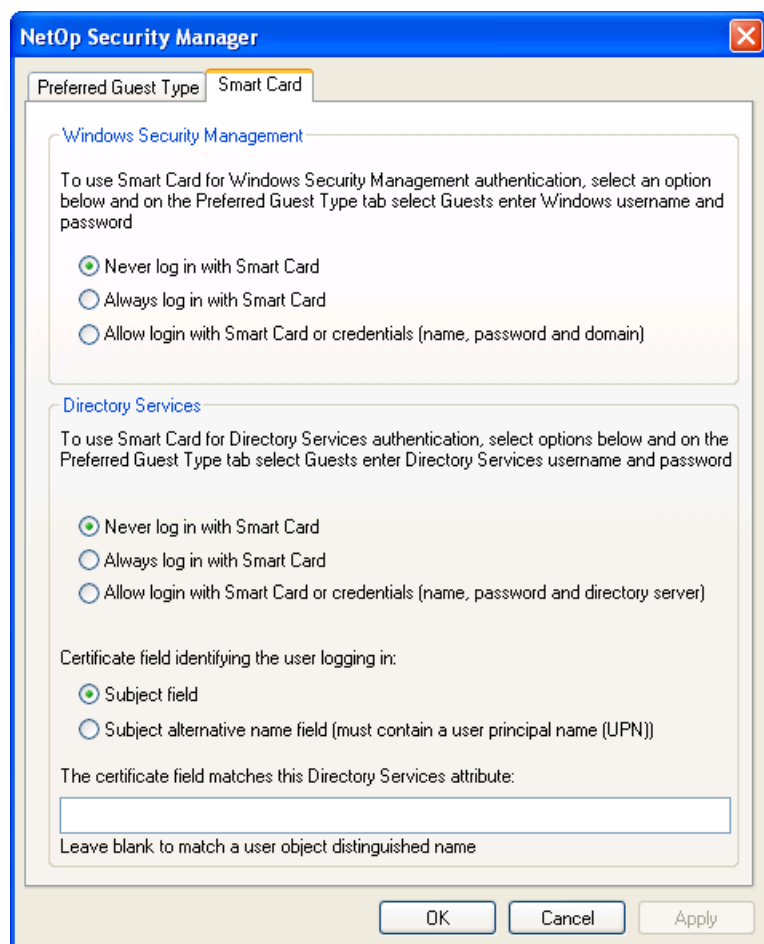 NetOp Security Manager
Preferred Guest Type
Smart Card
Windows Security Management
To use Smart Card for Windows Security Management authentication, select an option
below and on the Preferred Guest Type tab select Guests enter Windows username and
password
Never log in with Smart Card
Always log in with Smart Card
Allow login with Smart Card or credentials (name, password and domain)
Directory Services
To use Smart Card for Directory Services authentication, select options below and on the
Preferred Guest Type tab select Guests enter Directory Services username and password
Never log in with Smart Card
Always log in with Smart Card
Allow login with Smart Card or credentials (name, password and directory server)
Certificate field identifying the user logging in:
Subject field
Subject alternative name field (must contain a user principal name (UPN))
The certificate field matches this Directory Services attribute:
Leave blank to match a user object distinguished name
OK
Cancel
Apply